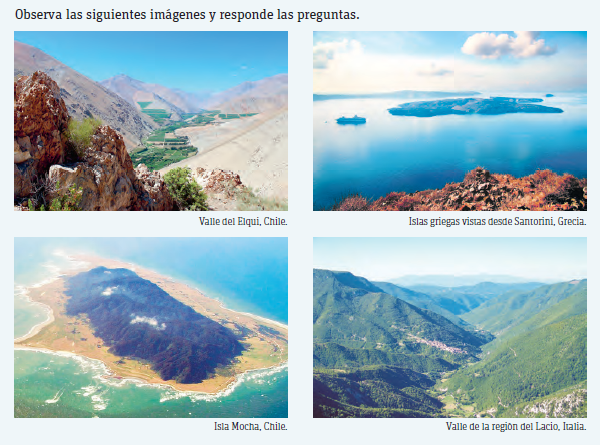 Observa las siguientes imágenes y responde las preguntas.
Valle del Elqui, Chile.
Islas griegas vistas desde Santorini, Grecia.
Isla Mocha, Chile.
Valle de la región del Lacio, Italia.